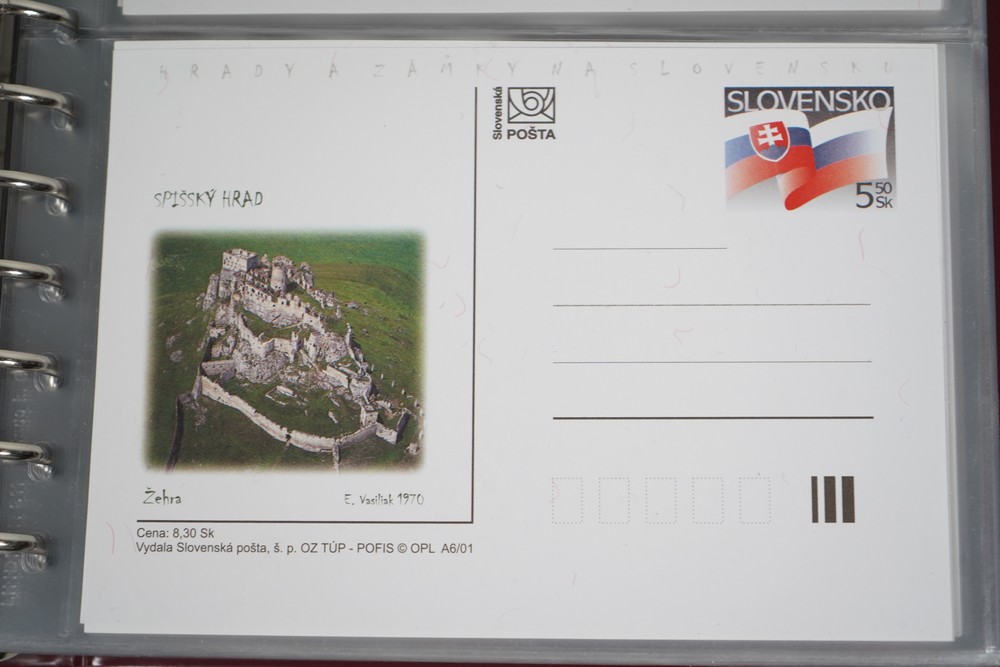 HRADY A ZÁMKY NA SLOVENSKU
Slovenská
POŠTA
SLOVENSKO
5 50
Sk
SPIŠSKÝ HRAD
Žehra
E. Vasiliak 1970
Cena: 8,30 Sk
Vydala Slovenská pošta, š. p. OZ TÚP - POFIS © OPL A6/01